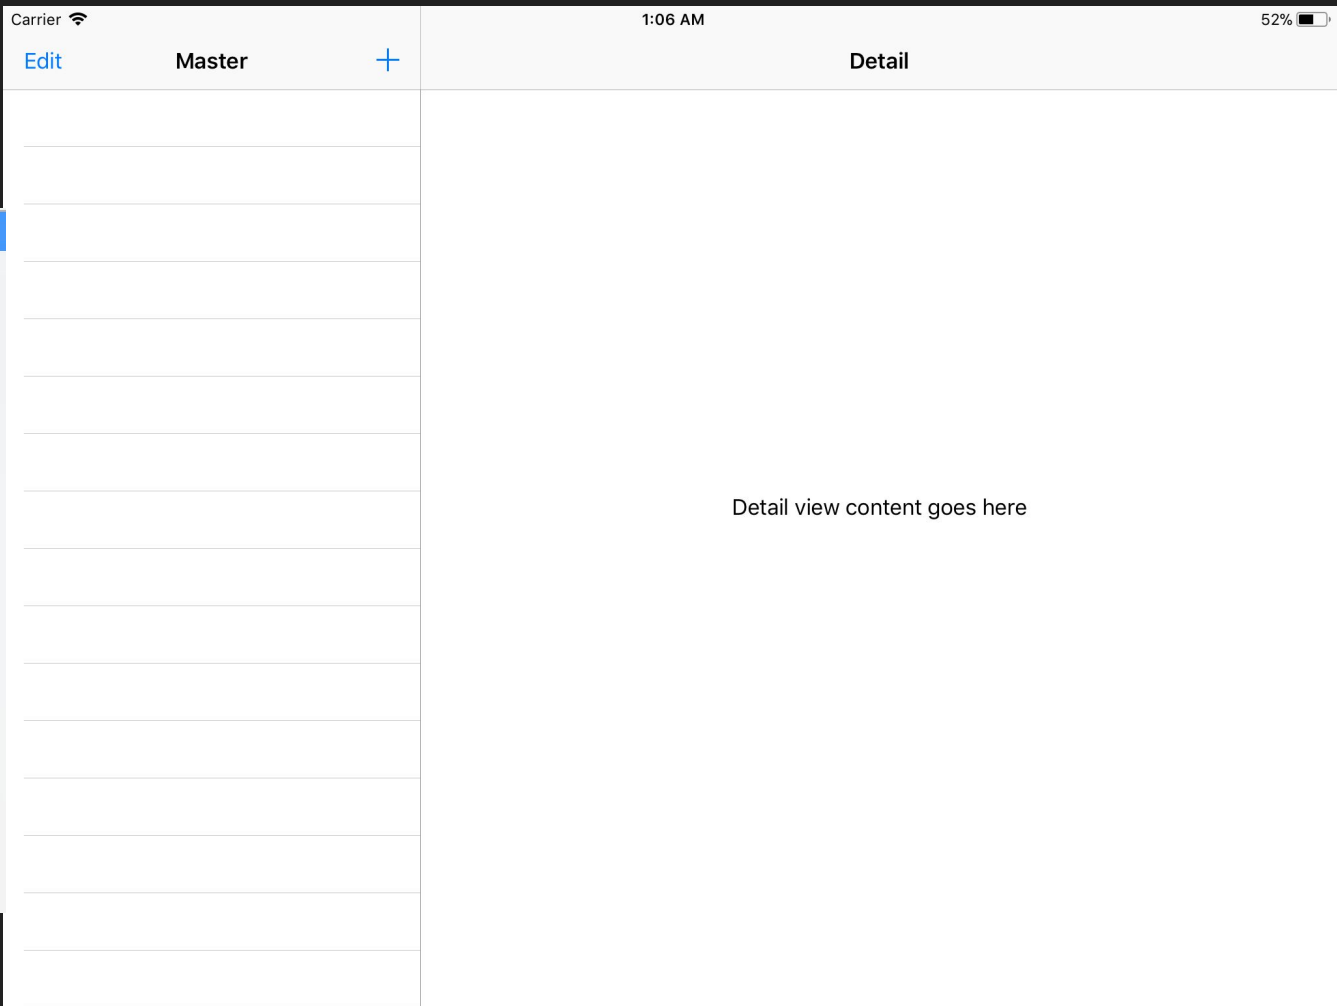 Carrier
1:06 AM
52%
Edit
Master
+
Detail
Detail view content goes here